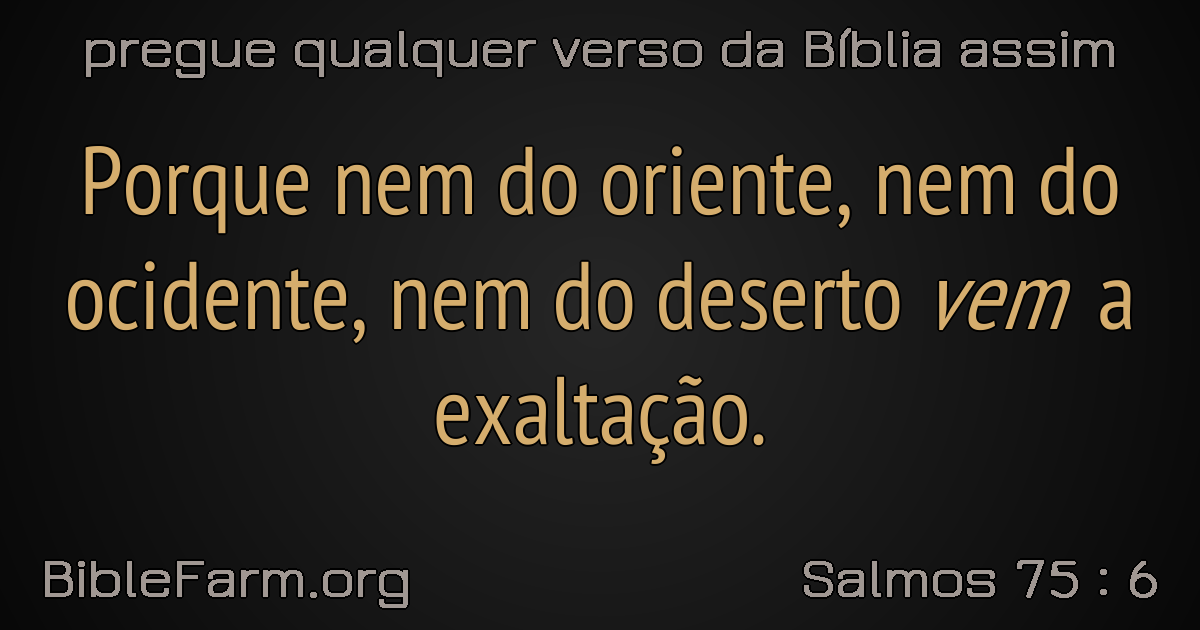 pregue qualquer verso da Bíblia assim
Porque nem do oriente, nem do
ocidente, nem do deserto vem a
exaltação.
BibleFarm.org
Salmos 75 : 6